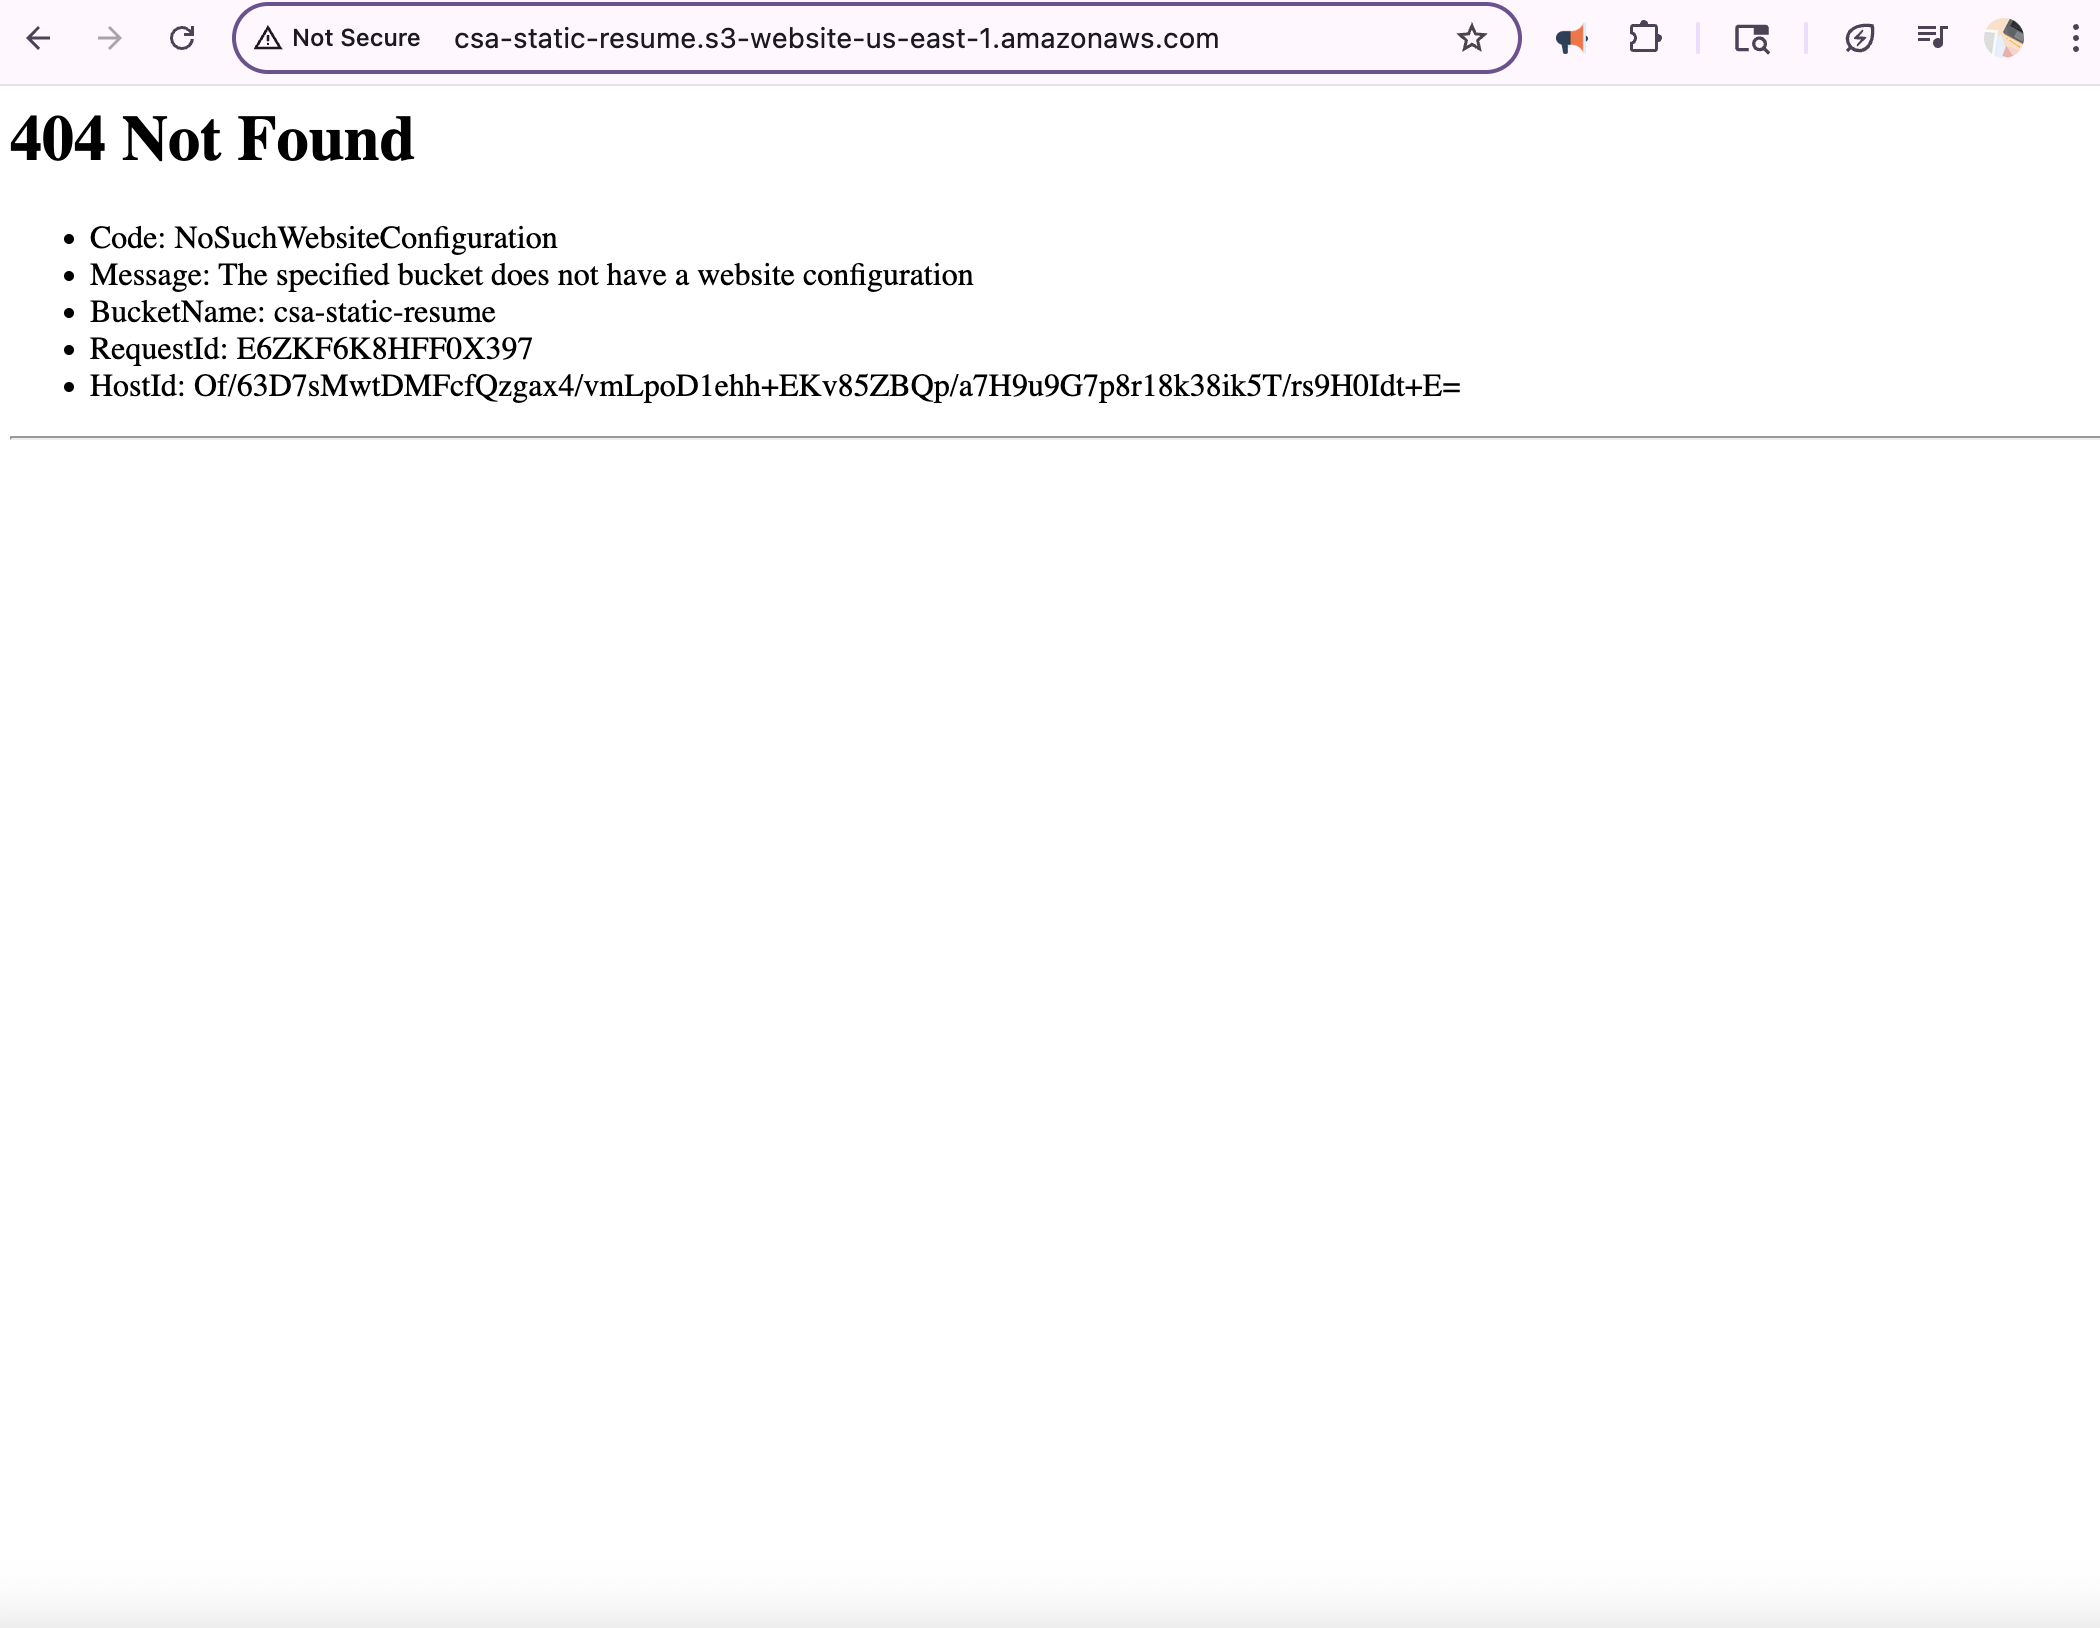 Not Secure csa-static-resume.s3-website-us-east-1.amazonaws.com
404 Not Found
• Code: NoSuchWebsiteConfiguration
• Message: The specified bucket does not have a website configuration
• BucketName: csa-static-resume
• RequestId: E6ZKF6K8HFF0X397
• HostId: Of/63D7sMwtDMFcfQzgax4/vmLpoD1ehh+EKv85ZBQp/a7H9u9G7p8r18k38ik5T/rs9H0Idt+E=